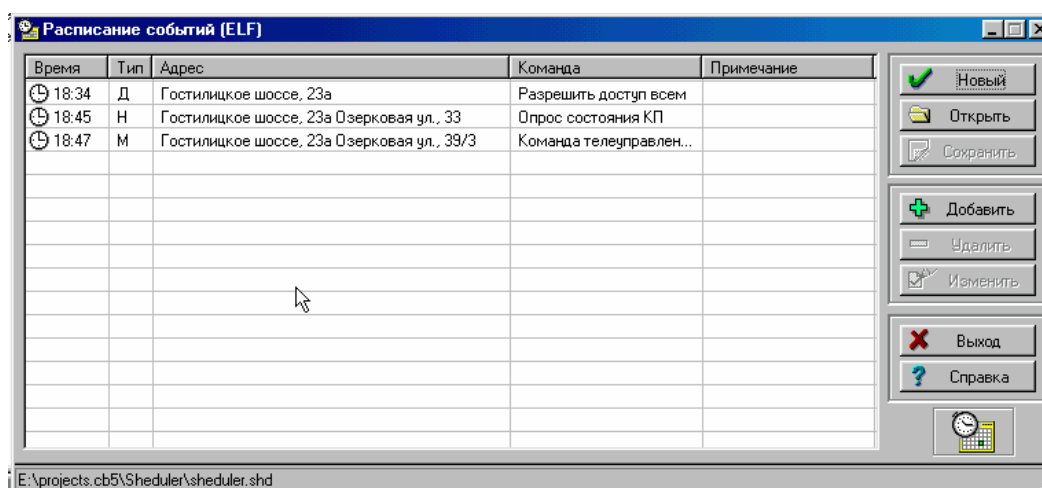 Расписание событий (ELF)
Время Тип Адрес Команда Примечание
18:34 Д Гостилицкое шоссе, 23а Разрешить доступ всем
18:45 Н Гостилицкое шоссе, 23а Озерковая ул., 33 Опрос состояния КП
18:47 М Гостилицкое шоссе, 23а Озерковая ул., 39/3 Команда телеуправлен...
Новый
Открыть
Сохранить
Добавить
Удалить
Изменить
Выход
Справка
E:\projects.cb5\Sheduler\sheduler.shd